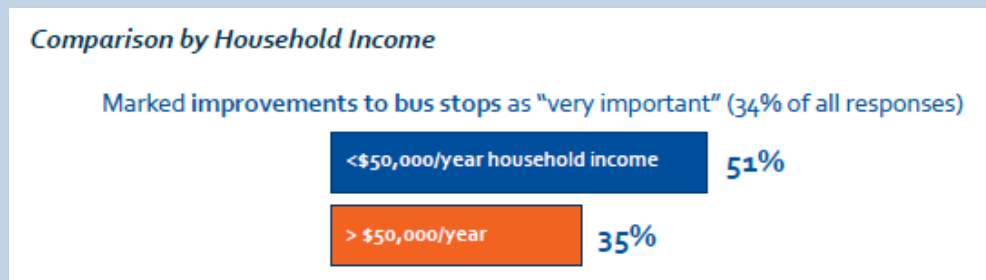 Comparison by Household Income
Marked improvements to bus stops as “very important” (34% of all responses)
<$50,000/year household income 51%
> $50,000/year 35%